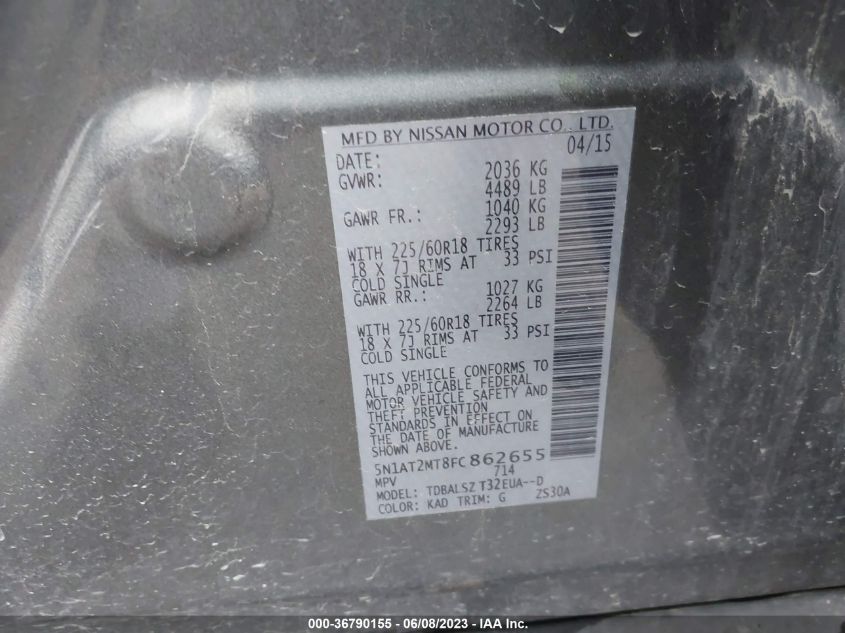 MFD BY NISSAN MOTOR CO., LTD.
DATE: 04/15
GVWR: 2036 KG
4489 LB
GAWR FR.: 1040 KG
2293 LB
WITH 225/60R18 TIRES
18 X 7J RIMS AT 33 PSI
COLD SINGLE
GAWR RR.: 1027 KG
2264 LB
WITH 225/60R18 TIRES
18 X 7J RIMS AT 33 PSI
COLD SINGLE
THIS VEHICLE CONFORMS TO
ALL APPLICABLE FEDERAL
MOTOR VEHICLE SAFETY AND
THEFT PREVENTION
STANDARDS IN EFFECT ON
THE DATE OF MANUFACTURE
SHOWN ABOVE.
5N1AT2MT8FC862655
MPV 714
MODEL: TDBALSZ T32EUA--D
COLOR: KAD TRIM: G ZS30A
000-36790155 - 06/08/2023 - IAA Inc.